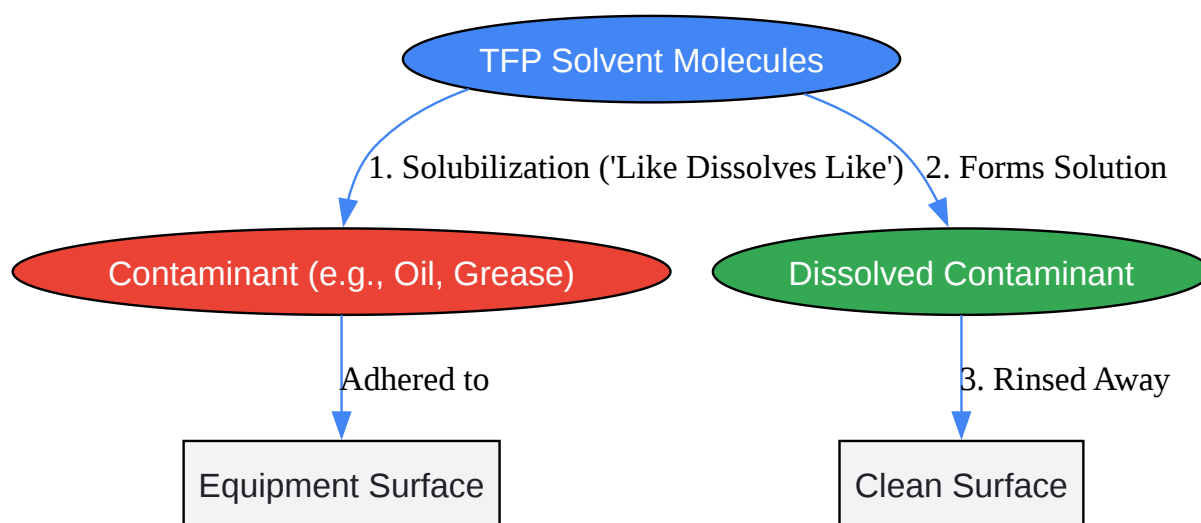 TFP Solvent Molecules
1. Solubilization ('Like Dissolves Like')
2. Forms Solution
Contaminant (e.g., Oil, Grease)
Dissolved Contaminant
Adhered to
3. Rinsed Away
Equipment Surface
Clean Surface